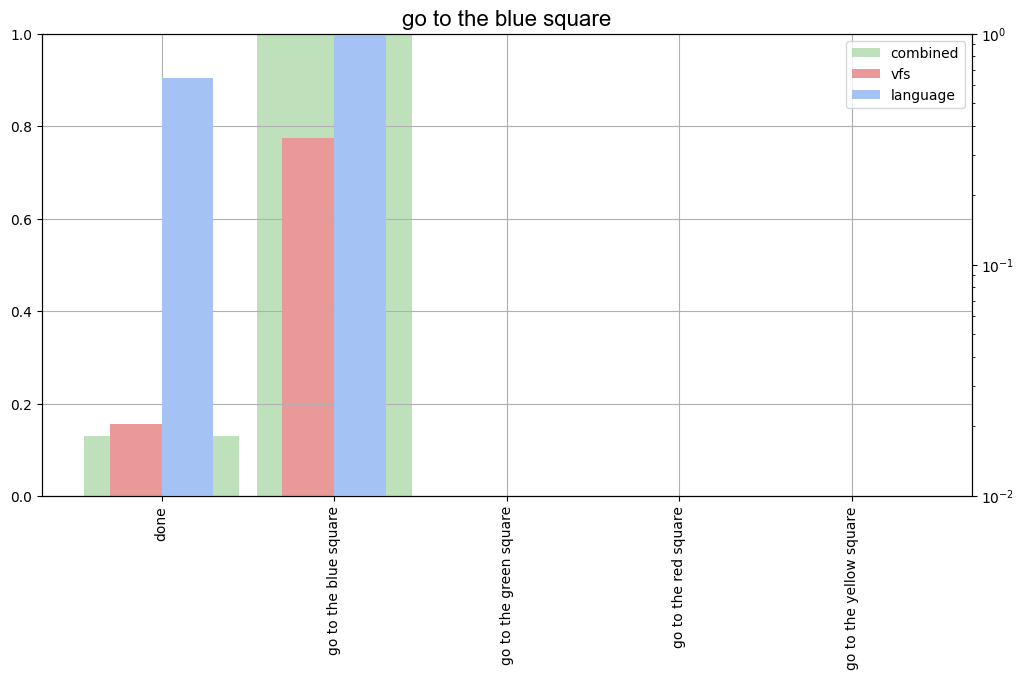 go to the blue square
1.0
0.8
0.6
0.4
0.2
0.0
10⁰
10⁻¹
10⁻²
combined
vfs
language
done
go to the blue square
go to the green square
go to the red square
go to the yellow square